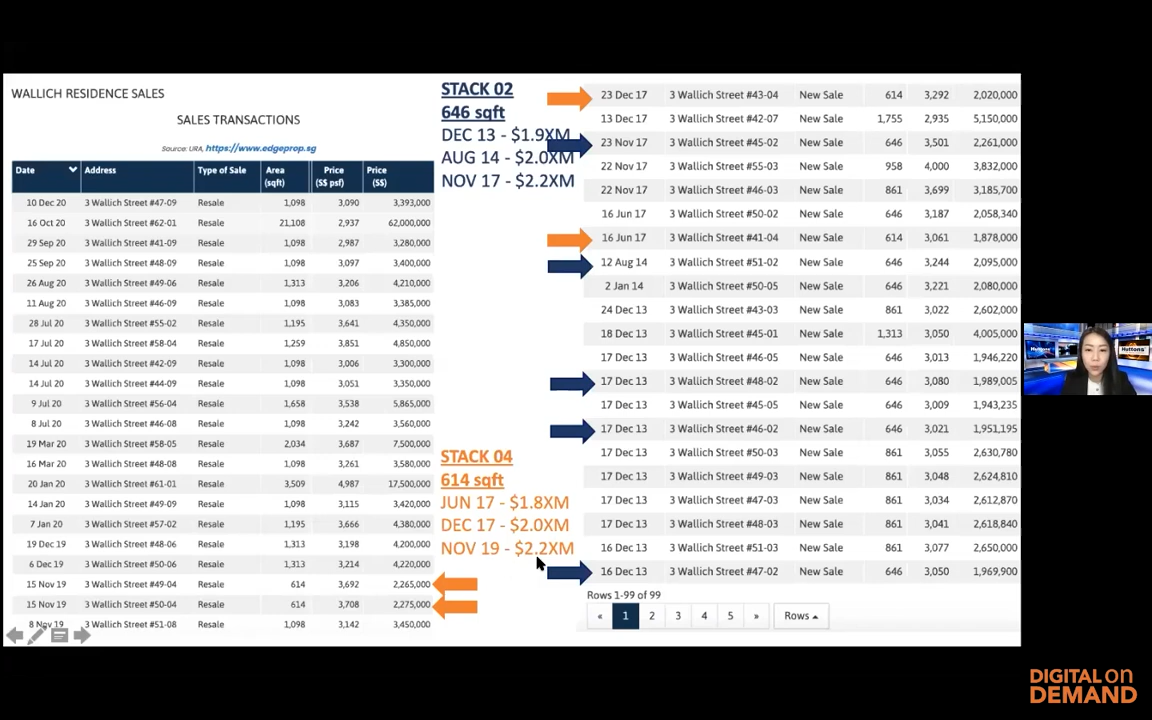 WALLICH RESIDENCE SALES
SALES TRANSACTIONS
Source: URA, https://www.edgeprop.sg
Date Address Type of Sale Area (sqft) Price (S$ psf) Price (S$)
10 Dec 20 3 Wallich Street #47-09 Resale 1,098 3,090 3,393,000
16 Oct 20 3 Wallich Street #62-01 Resale 21,108 2,937 62,000,000
29 Sep 20 3 Wallich Street #41-09 Resale 1,098 2,987 3,280,000
25 Sep 20 3 Wallich Street #48-09 Resale 1,098 3,097 3,400,000
26 Aug 20 3 Wallich Street #49-06 Resale 1,313 3,206 4,210,000
11 Aug 20 3 Wallich Street #46-09 Resale 1,098 3,083 3,385,000
28 Jul 20 3 Wallich Street #55-02 Resale 1,195 3,641 4,350,000
17 Jul 20 3 Wallich Street #58-04 Resale 1,259 3,851 4,850,000
14 Jul 20 3 Wallich Street #42-09 Resale 1,098 3,006 3,300,000
14 Jul 20 3 Wallich Street #44-09 Resale 1,098 3,051 3,350,000
9 Jul 20 3 Wallich Street #56-04 Resale 1,658 3,538 5,865,000
8 Jul 20 3 Wallich Street #46-08 Resale 1,098 3,242 3,560,000
19 Mar 20 3 Wallich Street #58-05 Resale 2,034 3,687 7,500,000
16 Mar 20 3 Wallich Street #48-08 Resale 1,098 3,261 3,580,000
20 Jan 20 3 Wallich Street #61-01 Resale 3,509 4,987 17,500,000
14 Jan 20 3 Wallich Street #49-09 Resale 1,098 3,115 3,420,000
7 Jan 20 3 Wallich Street #57-02 Resale 1,195 3,666 4,380,000
19 Dec 19 3 Wallich Street #48-06 Resale 1,313 3,198 4,200,000
6 Dec 19 3 Wallich Street #50-06 Resale 1,313 3,214 4,220,000
15 Nov 19 3 Wallich Street #49-04 Resale 614 3,692 2,265,000
15 Nov 19 3 Wallich Street #50-04 Resale 614 3,708 2,275,000
8 Nov 19 3 Wallich Street #51-08 Resale 1,098 3,142 3,450,000
STACK 02
646 sqft
DEC 13 - $1.9XM
AUG 14 - $2.0XM
NOV 17 - $2.2XM
STACK 04
614 sqft
JUN 17 - $1.8XM
DEC 17 - $2.0XM
NOV 19 - $2.2XM
23 Dec 17 3 Wallich Street #43-04 New Sale 614 3,292 2,020,000
13 Dec 17 3 Wallich Street #42-07 New Sale 1,755 2,935 5,150,000
23 Nov 17 3 Wallich Street #45-02 New Sale 646 3,501 2,261,000
22 Nov 17 3 Wallich Street #55-03 New Sale 958 4,000 3,832,000
22 Nov 17 3 Wallich Street #46-03 New Sale 861 3,699 3,185,700
16 Jun 17 3 Wallich Street #50-02 New Sale 646 3,187 2,058,340
16 Jun 17 3 Wallich Street #41-04 New Sale 614 3,061 1,878,000
12 Aug 14 3 Wallich Street #51-02 New Sale 646 3,244 2,095,000
2 Jan 14 3 Wallich Street #50-05 New Sale 646 3,221 2,080,000
24 Dec 13 3 Wallich Street #43-03 New Sale 861 3,022 2,602,000
18 Dec 13 3 Wallich Street #45-01 New Sale 1,313 3,050 4,005,000
17 Dec 13 3 Wallich Street #46-05 New Sale 646 3,013 1,946,220
17 Dec 13 3 Wallich Street #48-02 New Sale 646 3,080 1,989,005
17 Dec 13 3 Wallich Street #45-05 New Sale 646 3,009 1,943,235
17 Dec 13 3 Wallich Street #46-02 New Sale 646 3,021 1,951,195
17 Dec 13 3 Wallich Street #50-03 New Sale 861 3,055 2,630,780
17 Dec 13 3 Wallich Street #49-03 New Sale 861 3,048 2,624,810
17 Dec 13 3 Wallich Street #47-03 New Sale 861 3,034 2,612,870
17 Dec 13 3 Wallich Street #48-03 New Sale 861 3,041 2,618,840
16 Dec 13 3 Wallich Street #51-03 New Sale 861 3,077 2,650,000
16 Dec 13 3 Wallich Street #47-02 New Sale 646 3,050 1,969,900
Rows 1-99 of 99
« 1 2 3 4 5 » Rows
Huttons
Huttons
DIGITAL on
DEMAND